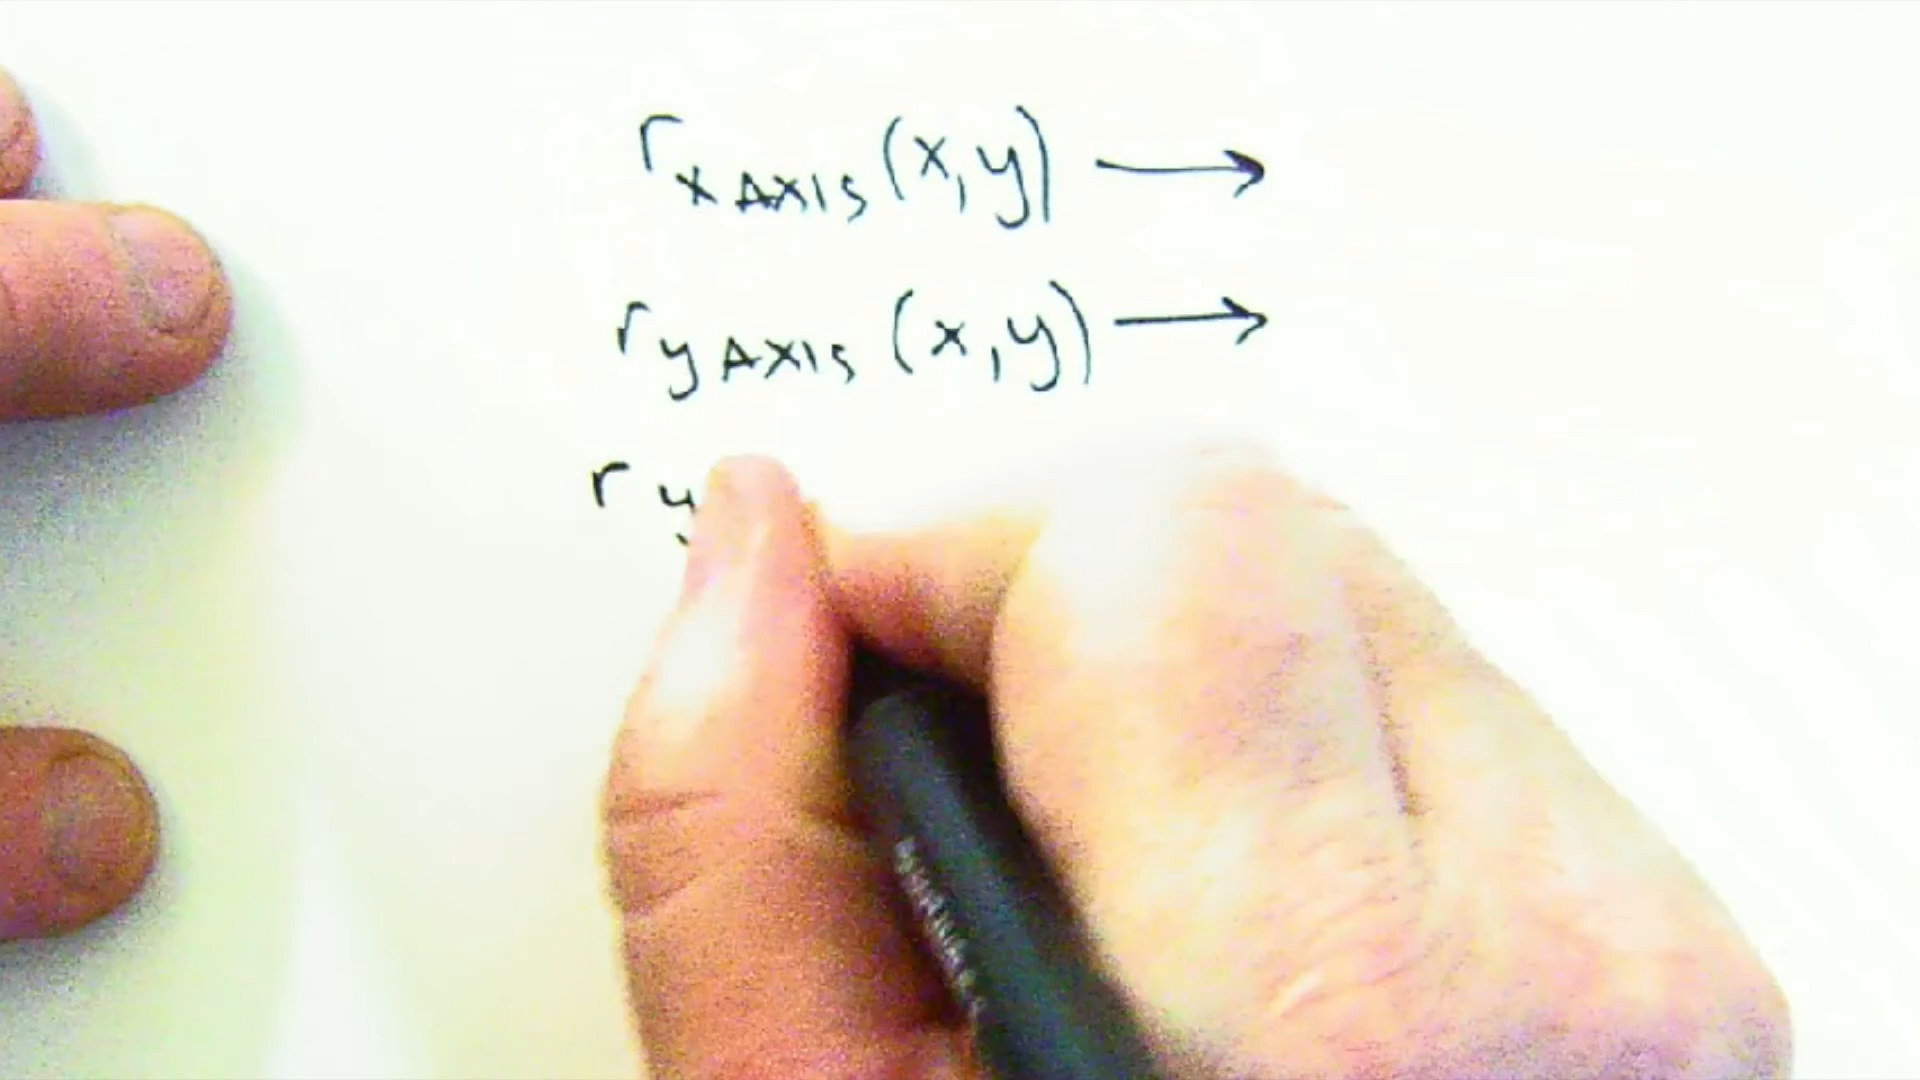 r x AXIS (x,y) →
r y AXIS (x,y) →
r y